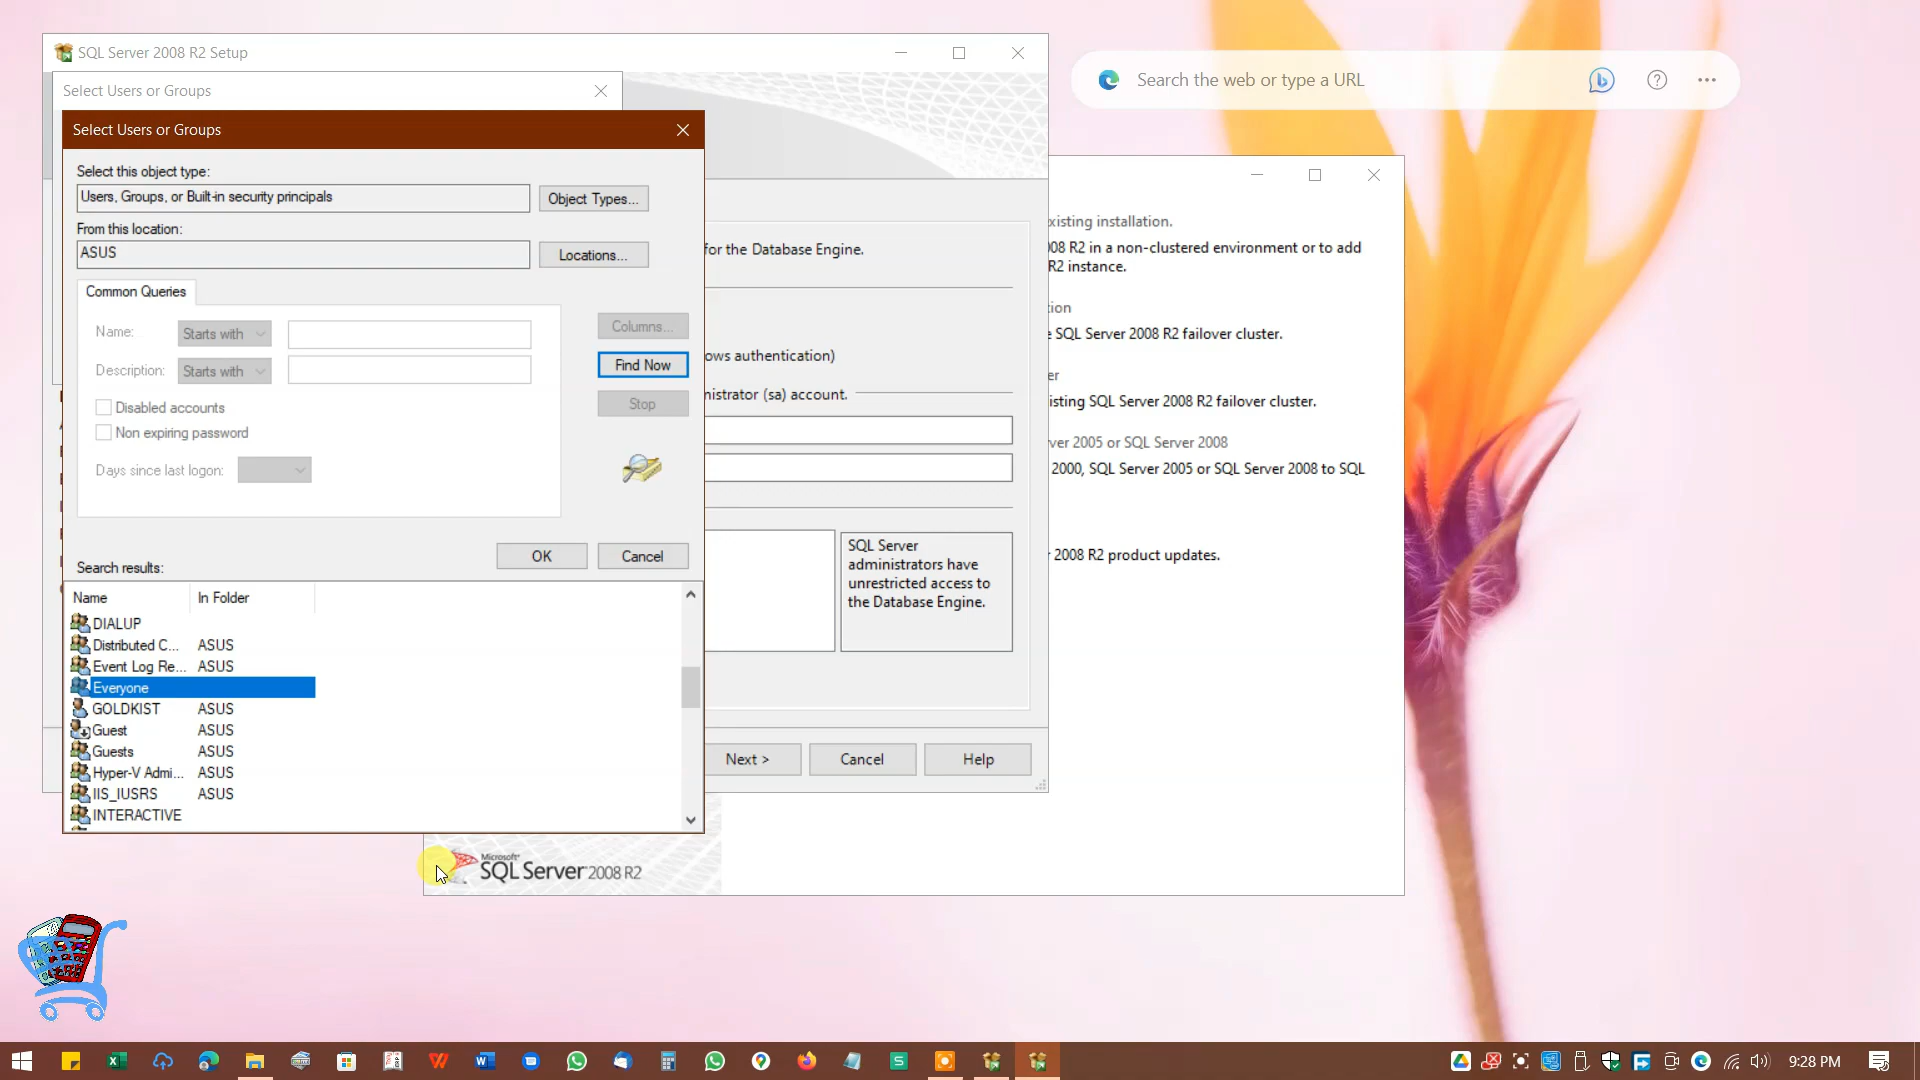 SQL Server 2008 R2 Setup
Select Users or Groups
Select Users or Groups
Select this object type:
Users, Groups, or Built-in security principals
Object Types...
From this location:
ASUS
Locations...
Common Queries
Name:
Starts with
Description:
Starts with
Disabled accounts
Non expiring password
Days since last logon:
Columns...
Find Now
Stop
OK
Cancel
Search results:
Name In Folder
DIALUP
Distributed C... ASUS
Event Log Re... ASUS
Everyone
GOLDKIST ASUS
Guest ASUS
Guests ASUS
Hyper-V Admi... ASUS
IIS_IUSRS ASUS
INTERACTIVE
for the Database Engine.
ows authentication)
nistrator (sa) account.
SQL Server
administrators have
unrestricted access to
the Database Engine.
Next >
Cancel
Help
Search the web or type a URL
xisting installation.
08 R2 in a non-clustered environment or to add
R2 instance.
ion
e SQL Server 2008 R2 failover cluster.
er
isting SQL Server 2008 R2 failover cluster.
ver 2005 or SQL Server 2008
2000, SQL Server 2005 or SQL Server 2008 to SQL
2008 R2 product updates.
Microsoft
SQL Server 2008 R2
9:28 PM